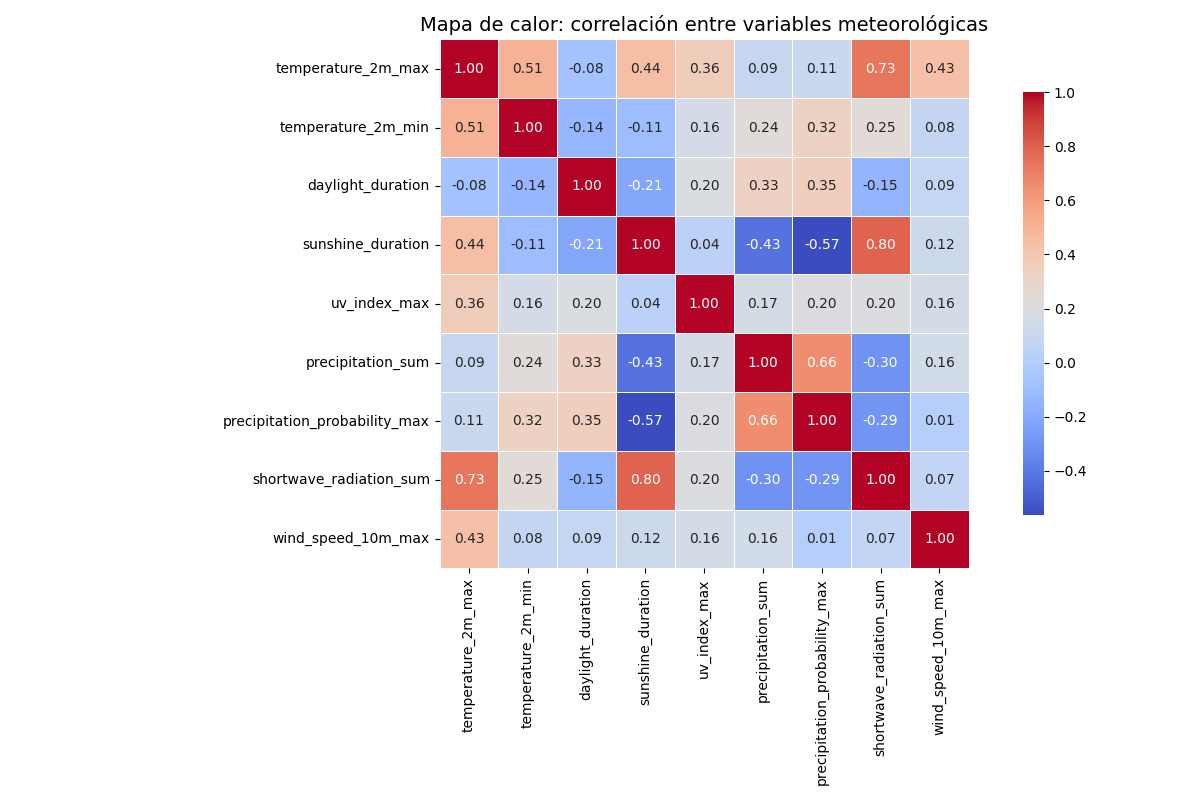 Mapa de calor: correlación entre variables meteorológicas
temperature_2m_max 1.00 0.51 -0.08 0.44 0.36 0.09 0.11 0.73 0.43
temperature_2m_min 0.51 1.00 -0.14 -0.11 0.16 0.24 0.32 0.25 0.08
daylight_duration -0.08 -0.14 1.00 -0.21 0.20 0.33 0.35 -0.15 0.09
sunshine_duration 0.44 -0.11 -0.21 1.00 0.04 -0.43 -0.57 0.80 0.12
uv_index_max 0.36 0.16 0.20 0.04 1.00 0.17 0.20 0.20 0.16
precipitation_sum 0.09 0.24 0.33 -0.43 0.17 1.00 0.66 -0.30 0.16
precipitation_probability_max 0.11 0.32 0.35 -0.57 0.20 0.66 1.00 -0.29 0.01
shortwave_radiation_sum 0.73 0.25 -0.15 0.80 0.20 -0.30 -0.29 1.00 0.07
wind_speed_10m_max 0.43 0.08 0.09 0.12 0.16 0.16 0.01 0.07 1.00
temperature_2m_max
temperature_2m_min
daylight_duration
sunshine_duration
uv_index_max
precipitation_sum
precipitation_probability_max
shortwave_radiation_sum
wind_speed_10m_max
1.0
0.8
0.6
0.4
0.2
0.0
−0.2
−0.4